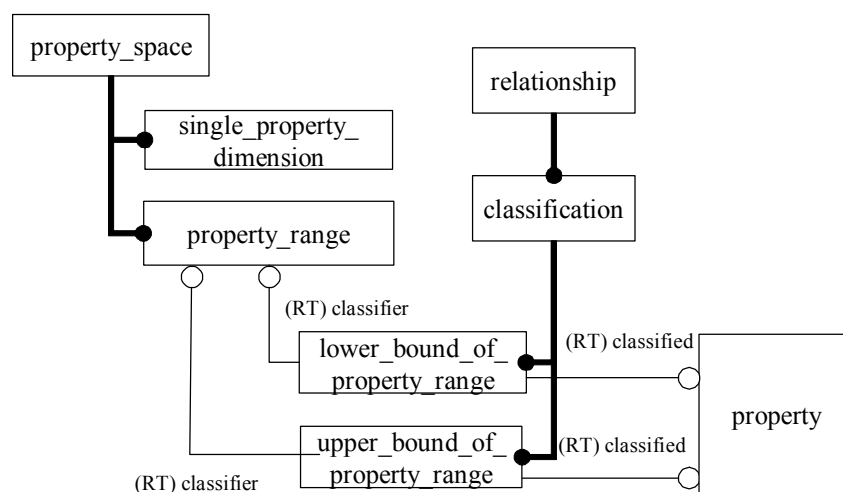 property_space
relationship
single_property_
dimension
classification
property_range
(RT) classifier
lower_bound_of_
property_range
(RT) classified
property
upper_bound_of_
property_range
(RT) classified
(RT) classifier